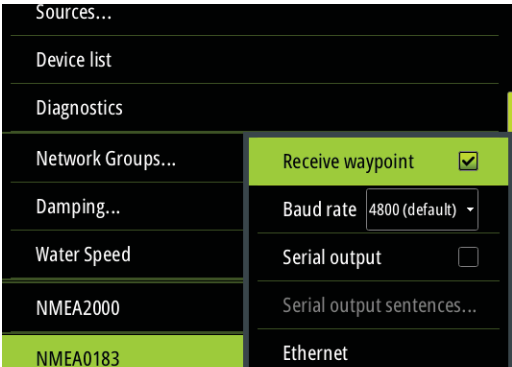 Sources...
Device list
Diagnostics
Network Groups...
Damping...
Water Speed
NMEA2000
NMEA0183
Receive waypoint
Baud rate 4800 (default)
Serial output
Serial output sentences...
Ethernet